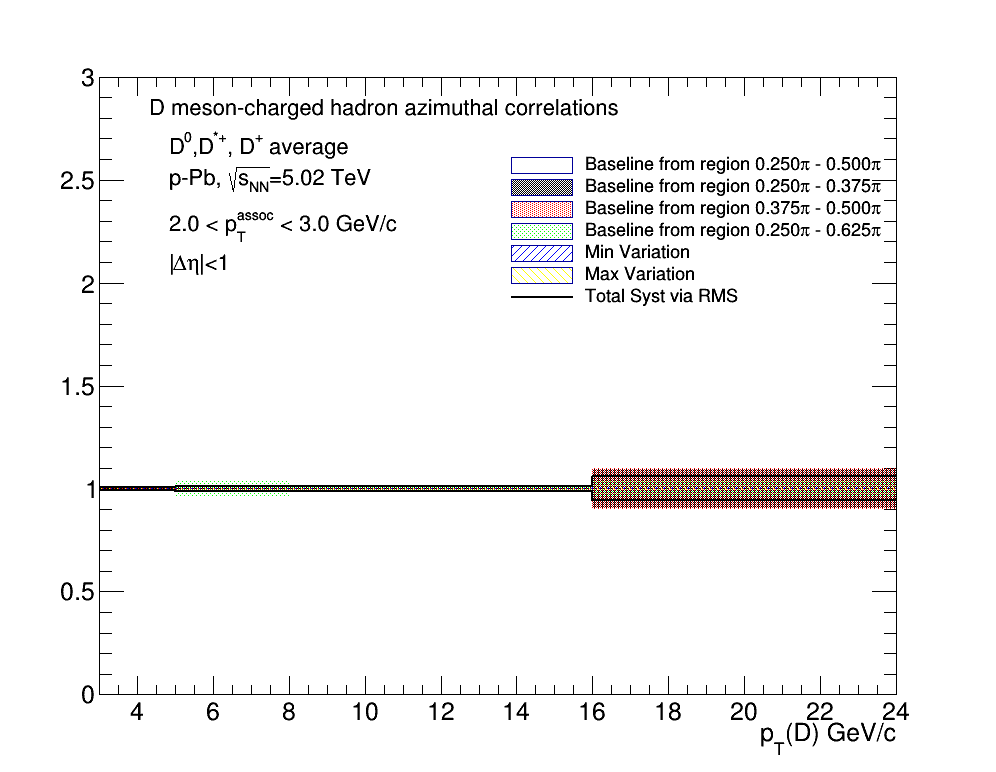 D meson-charged hadron azimuthal correlations
D⁰,D*⁺, D⁺ average
p-Pb, √sNN=5.02 TeV
2.0 < pTassoc < 3.0 GeV/c
|Δη|<1
Baseline from region 0.250π - 0.500π
Baseline from region 0.250π - 0.375π
Baseline from region 0.375π - 0.500π
Baseline from region 0.250π - 0.625π
Min Variation
Max Variation
Total Syst via RMS
3
2.5
2
1.5
1
0.5
0
4 6 8 10 12 14 16 18 20 22 24
pT(D) GeV/c